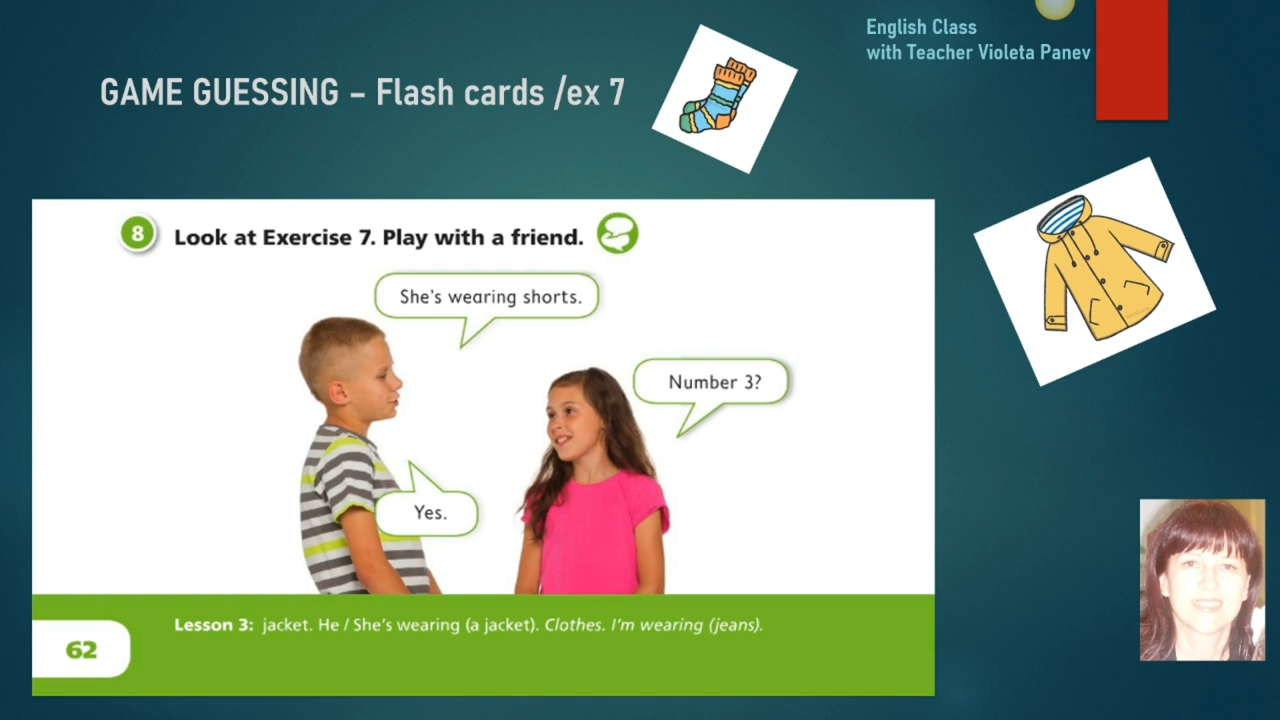 English Class
with Teacher Violeta Panev
GAME GUESSING – Flash cards /ex 7
8 Look at Exercise 7. Play with a friend.
She's wearing shorts.
Number 3?
Yes.
Lesson 3: jacket. He / She's wearing (a jacket). Clothes. I'm wearing (jeans).
62